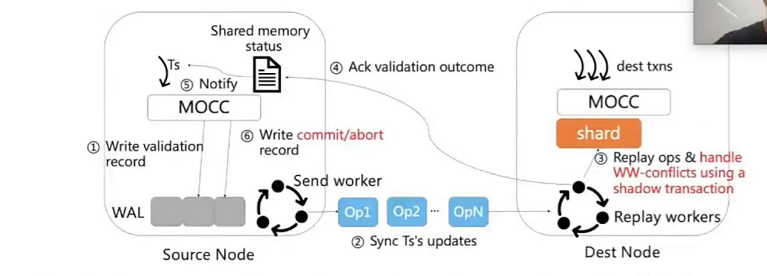 Shared memory
status
Ts
⑤ Notify
MOCC
④ Ack validation outcome
dest txns
MOCC
shard
① Write validation
record
⑥ Write commit/abort
record
③ Replay ops & handle
WW-conflicts using a
shadow transaction
Send worker
WAL
Op1
Op2
...
OpN
Replay workers
② Sync Ts's updates
Source Node
Dest Node